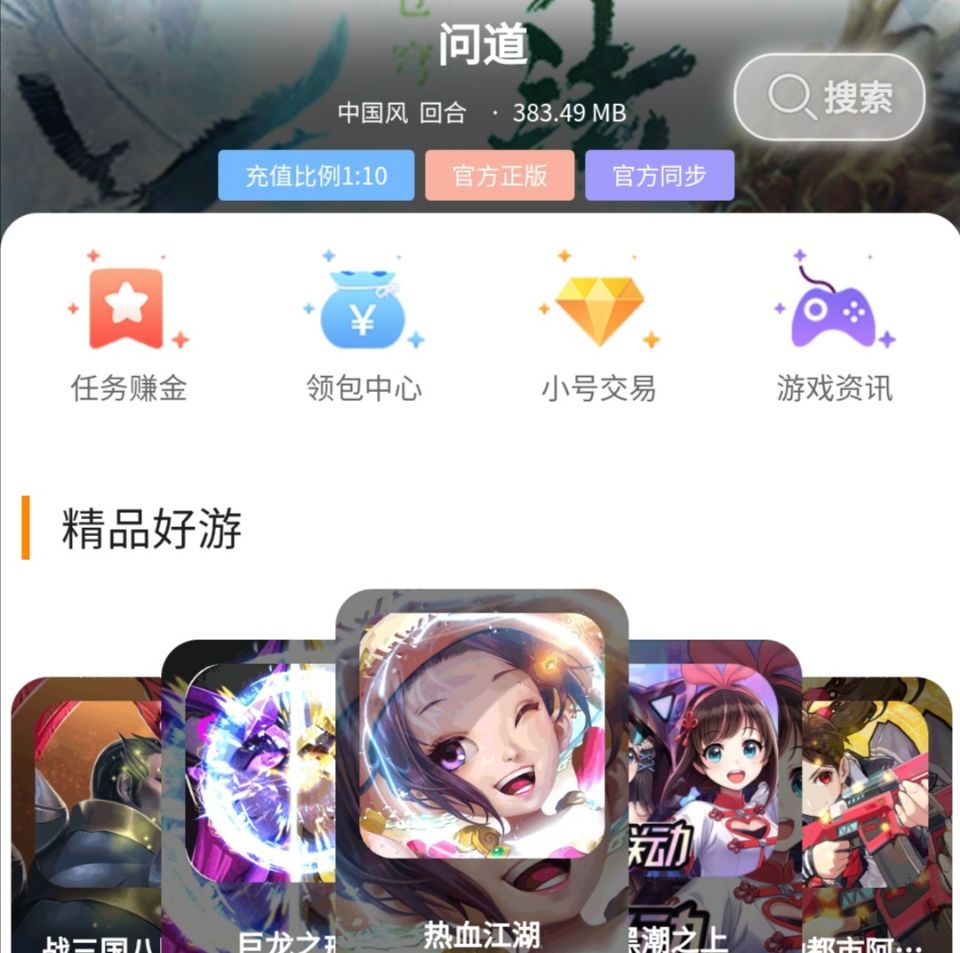 问道
中国风 回合 · 383.49 MB
搜索
充值比例1:10 官方正版 官方同步
任务赚金 领包中心 小号交易 游戏资讯
精品好游
联动
战三国八 巨龙之 热血江湖 黑潮之上 都市阿…